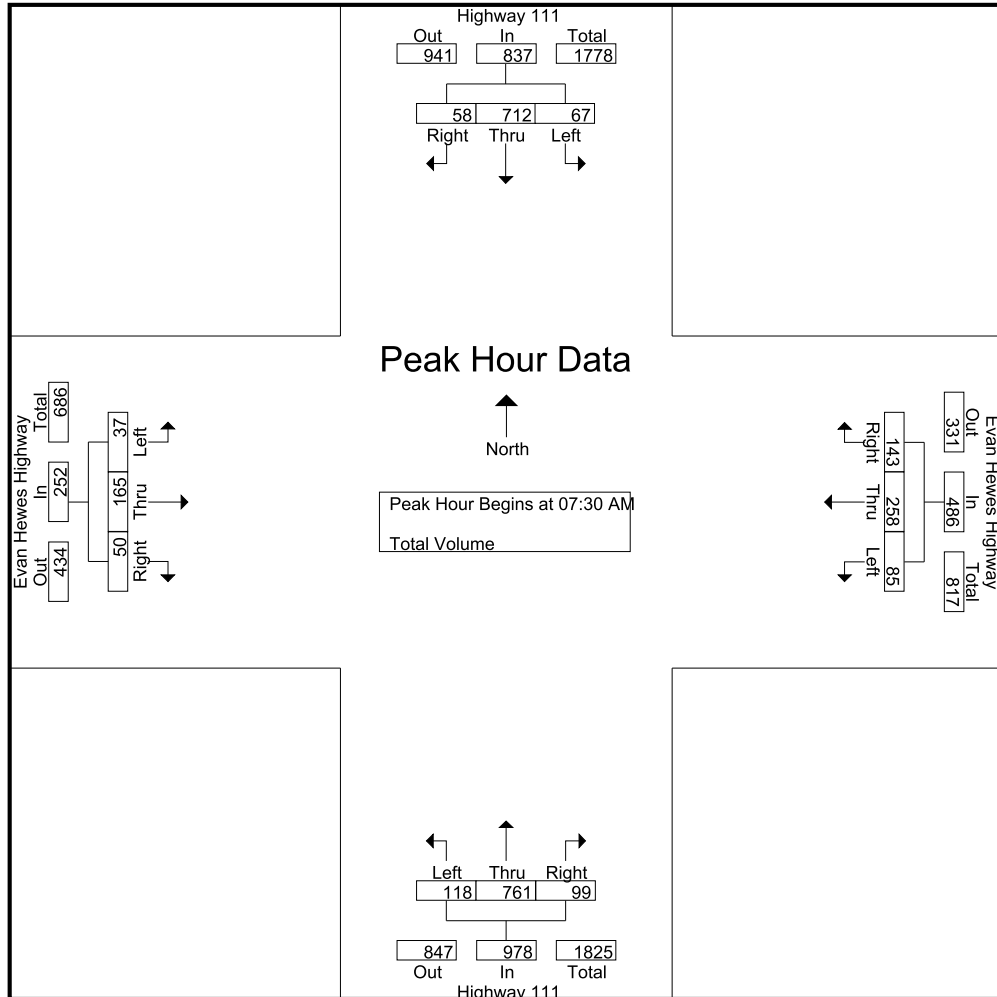 Highway 111
Out In Total
941 837 1778
58 712 67
Right Thru Left
Peak Hour Data
North
Peak Hour Begins at 07:30 AM
Total Volume
Evan Hewes Highway
Out In Total
434 252 686
37 165 50
Left Thru Right
Evan Hewes Highway
Out In Total
331 486 817
143 258 85
Right Thru Left
Left Thru Right
118 761 99
847 978 1825
Out In Total
Highway 111